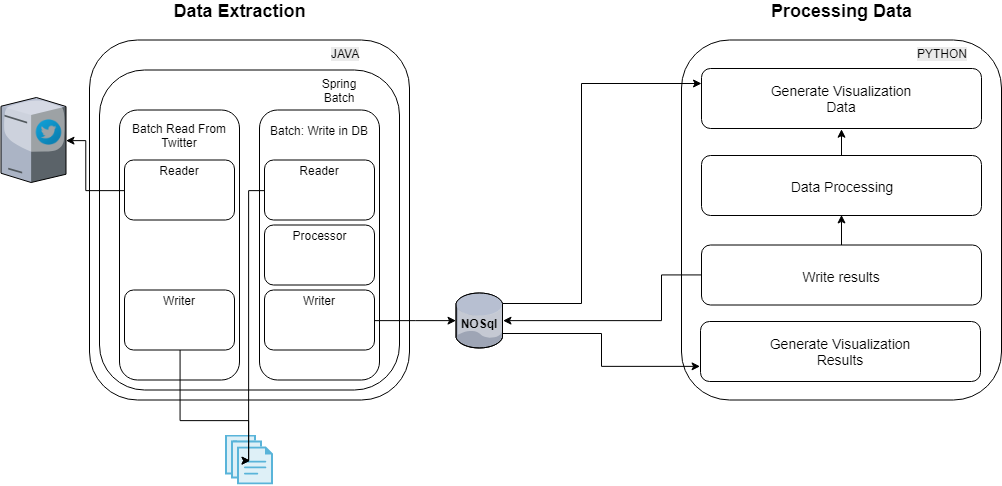 Data Extraction
Processing Data
JAVA
PYTHON
Spring
Batch
Batch Read From
Twitter
Batch: Write in DB
Reader
Reader
Processor
Writer
Writer
NOSql
Generate Visualization
Data
Data Processing
Write results
Generate Visualization
Results